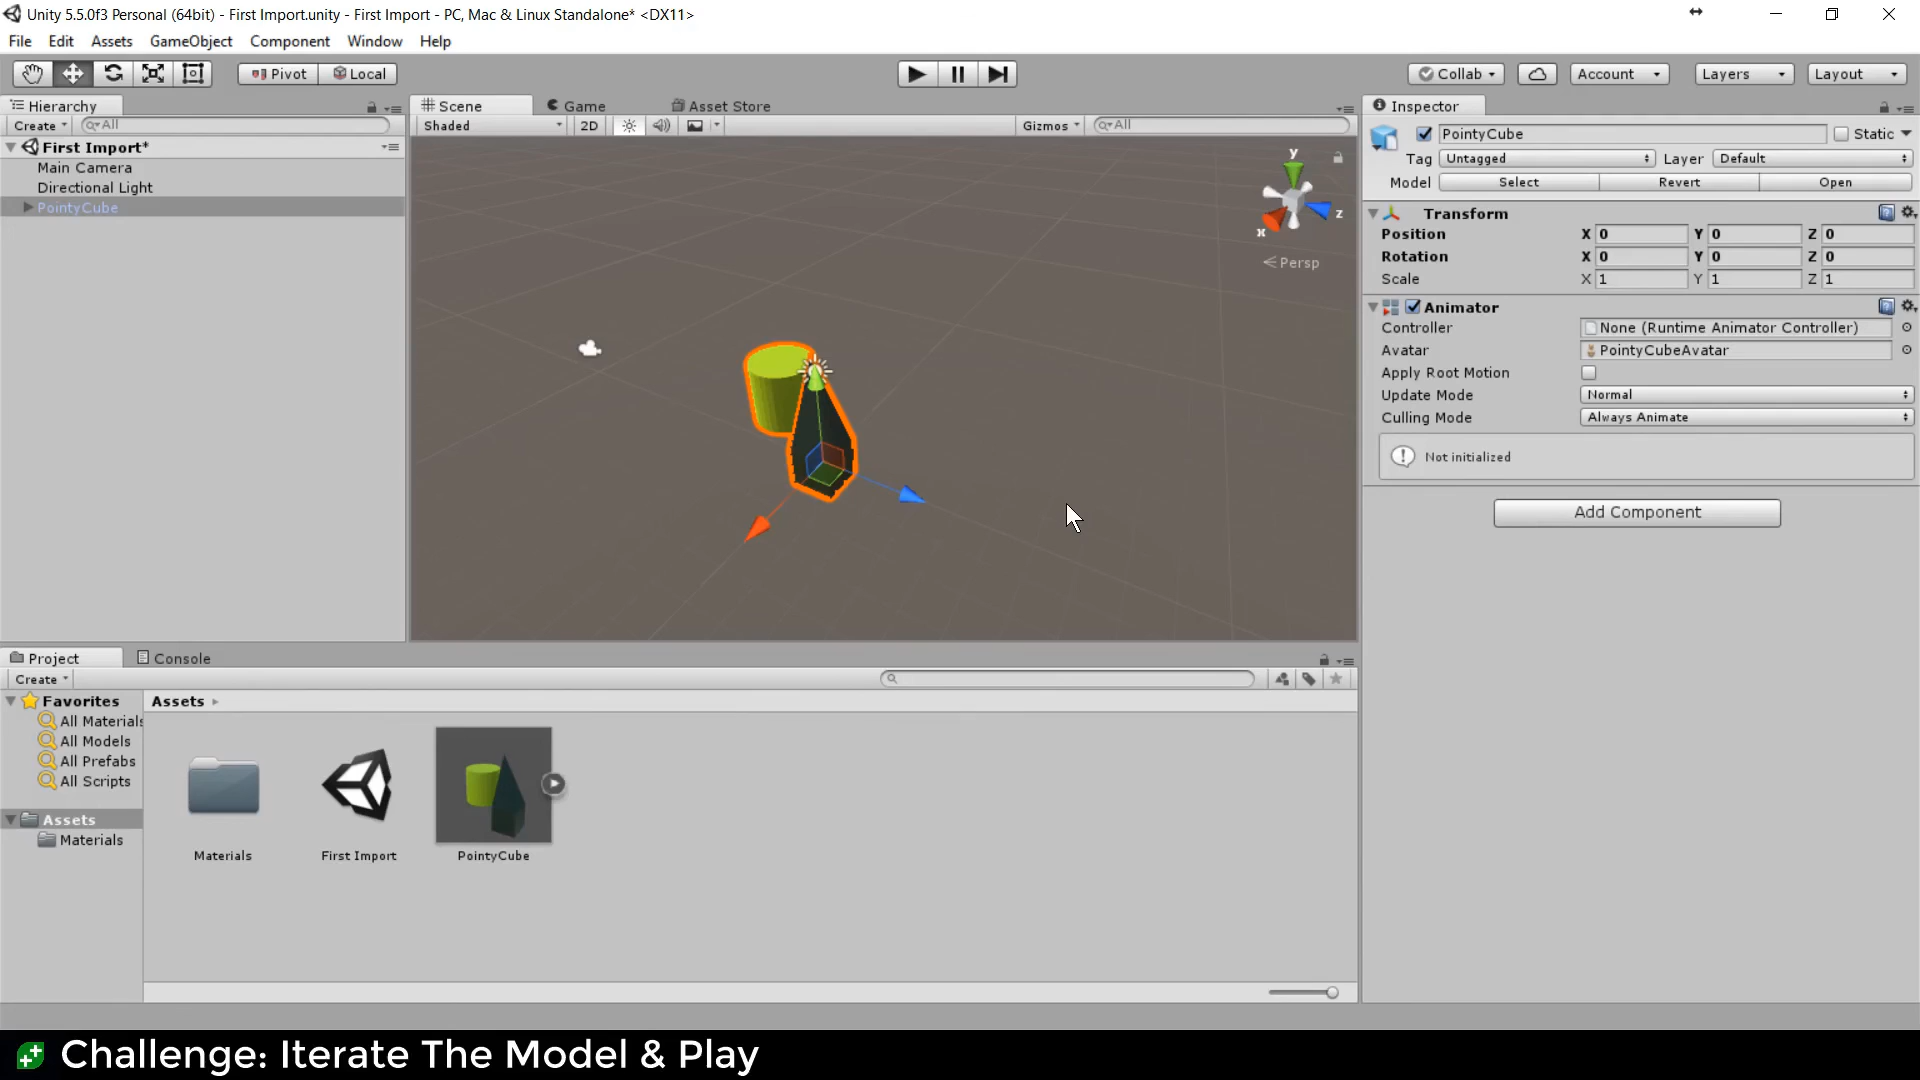 Unity 5.5.0f3 Personal (64bit) - First Import.unity - First Import - PC, Mac & Linux Standalone* <DX11>
File Edit Assets GameObject Component Window Help
Pivot Local Collab Account Layers Layout
Hierarchy
Create All
First Import*
Main Camera
Directional Light
PointyCube
Scene Game Asset Store
Shaded 2D Gizmos All
y
z
x
Persp
Inspector
PointyCube Static
Tag Untagged Layer Default
Model Select Revert Open
Transform
Position X 0 Y 0 Z 0
Rotation X 0 Y 0 Z 0
Scale X 1 Y 1 Z 1
Animator
Controller None (Runtime Animator Controller)
Avatar PointyCubeAvatar
Apply Root Motion
Update Mode Normal
Culling Mode Always Animate
Not initialized
Add Component
Project Console
Create
Favorites
All Materials
All Models
All Prefabs
All Scripts
Assets
Materials
Assets
Materials First Import PointyCube
Challenge: Iterate The Model & Play